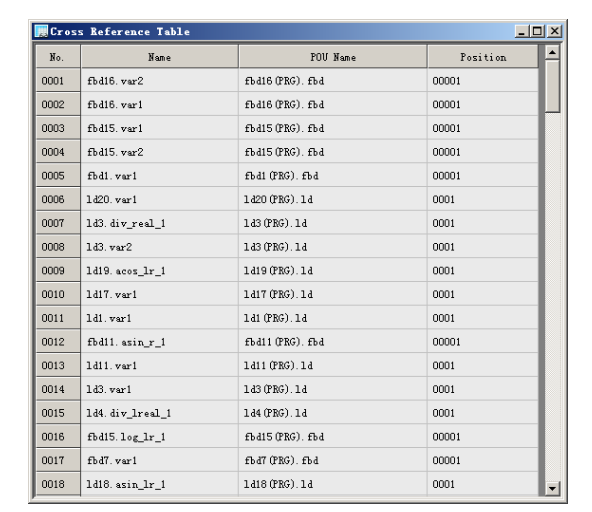 Cross Reference Table
No. Name POU Name Position
0001 fbd16.var2 fbd16(PRG).fbd 00001
0002 fbd16.var1 fbd16(PRG).fbd 00001
0003 fbd15.var1 fbd15(PRG).fbd 00001
0004 fbd15.var2 fbd15(PRG).fbd 00001
0005 fbd1.var1 fbd1(PRG).fbd 00001
0006 ld20.var1 ld20(PRG).ld 0001
0007 ld3.div_real_1 ld3(PRG).ld 0001
0008 ld3.var2 ld3(PRG).ld 0001
0009 ld19.acos_lr_1 ld19(PRG).ld 0001
0010 ld17.var1 ld17(PRG).ld 0001
0011 ld1.var1 ld1(PRG).ld 0001
0012 fbd11.asin_r_1 fbd11(PRG).fbd 00001
0013 ld11.var1 ld11(PRG).ld 0001
0014 ld3.var1 ld3(PRG).ld 0001
0015 ld4.div_lreal_1 ld4(PRG).ld 0001
0016 fbd15.log_lr_1 fbd15(PRG).fbd 00001
0017 fbd7.var1 fbd7(PRG).fbd 00001
0018 ld18.asin_lr_1 ld18(PRG).ld 0001